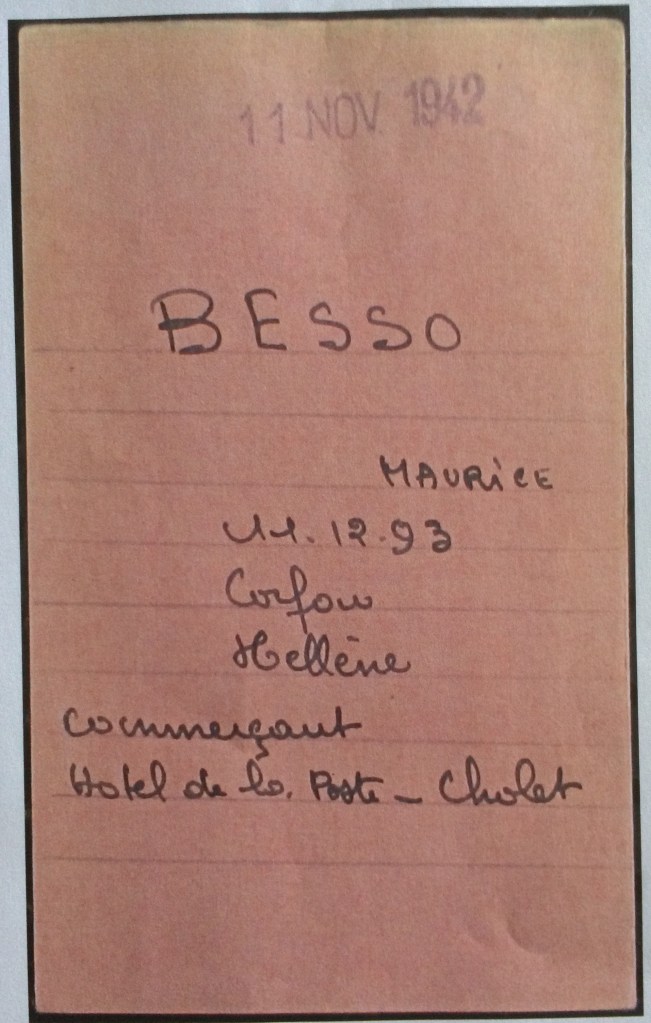 11 NOV. 1942
BESSO
MAURICE
11.12.93
Corfou
Hellène
commerçant
Hotel de la. Poste - Cholet